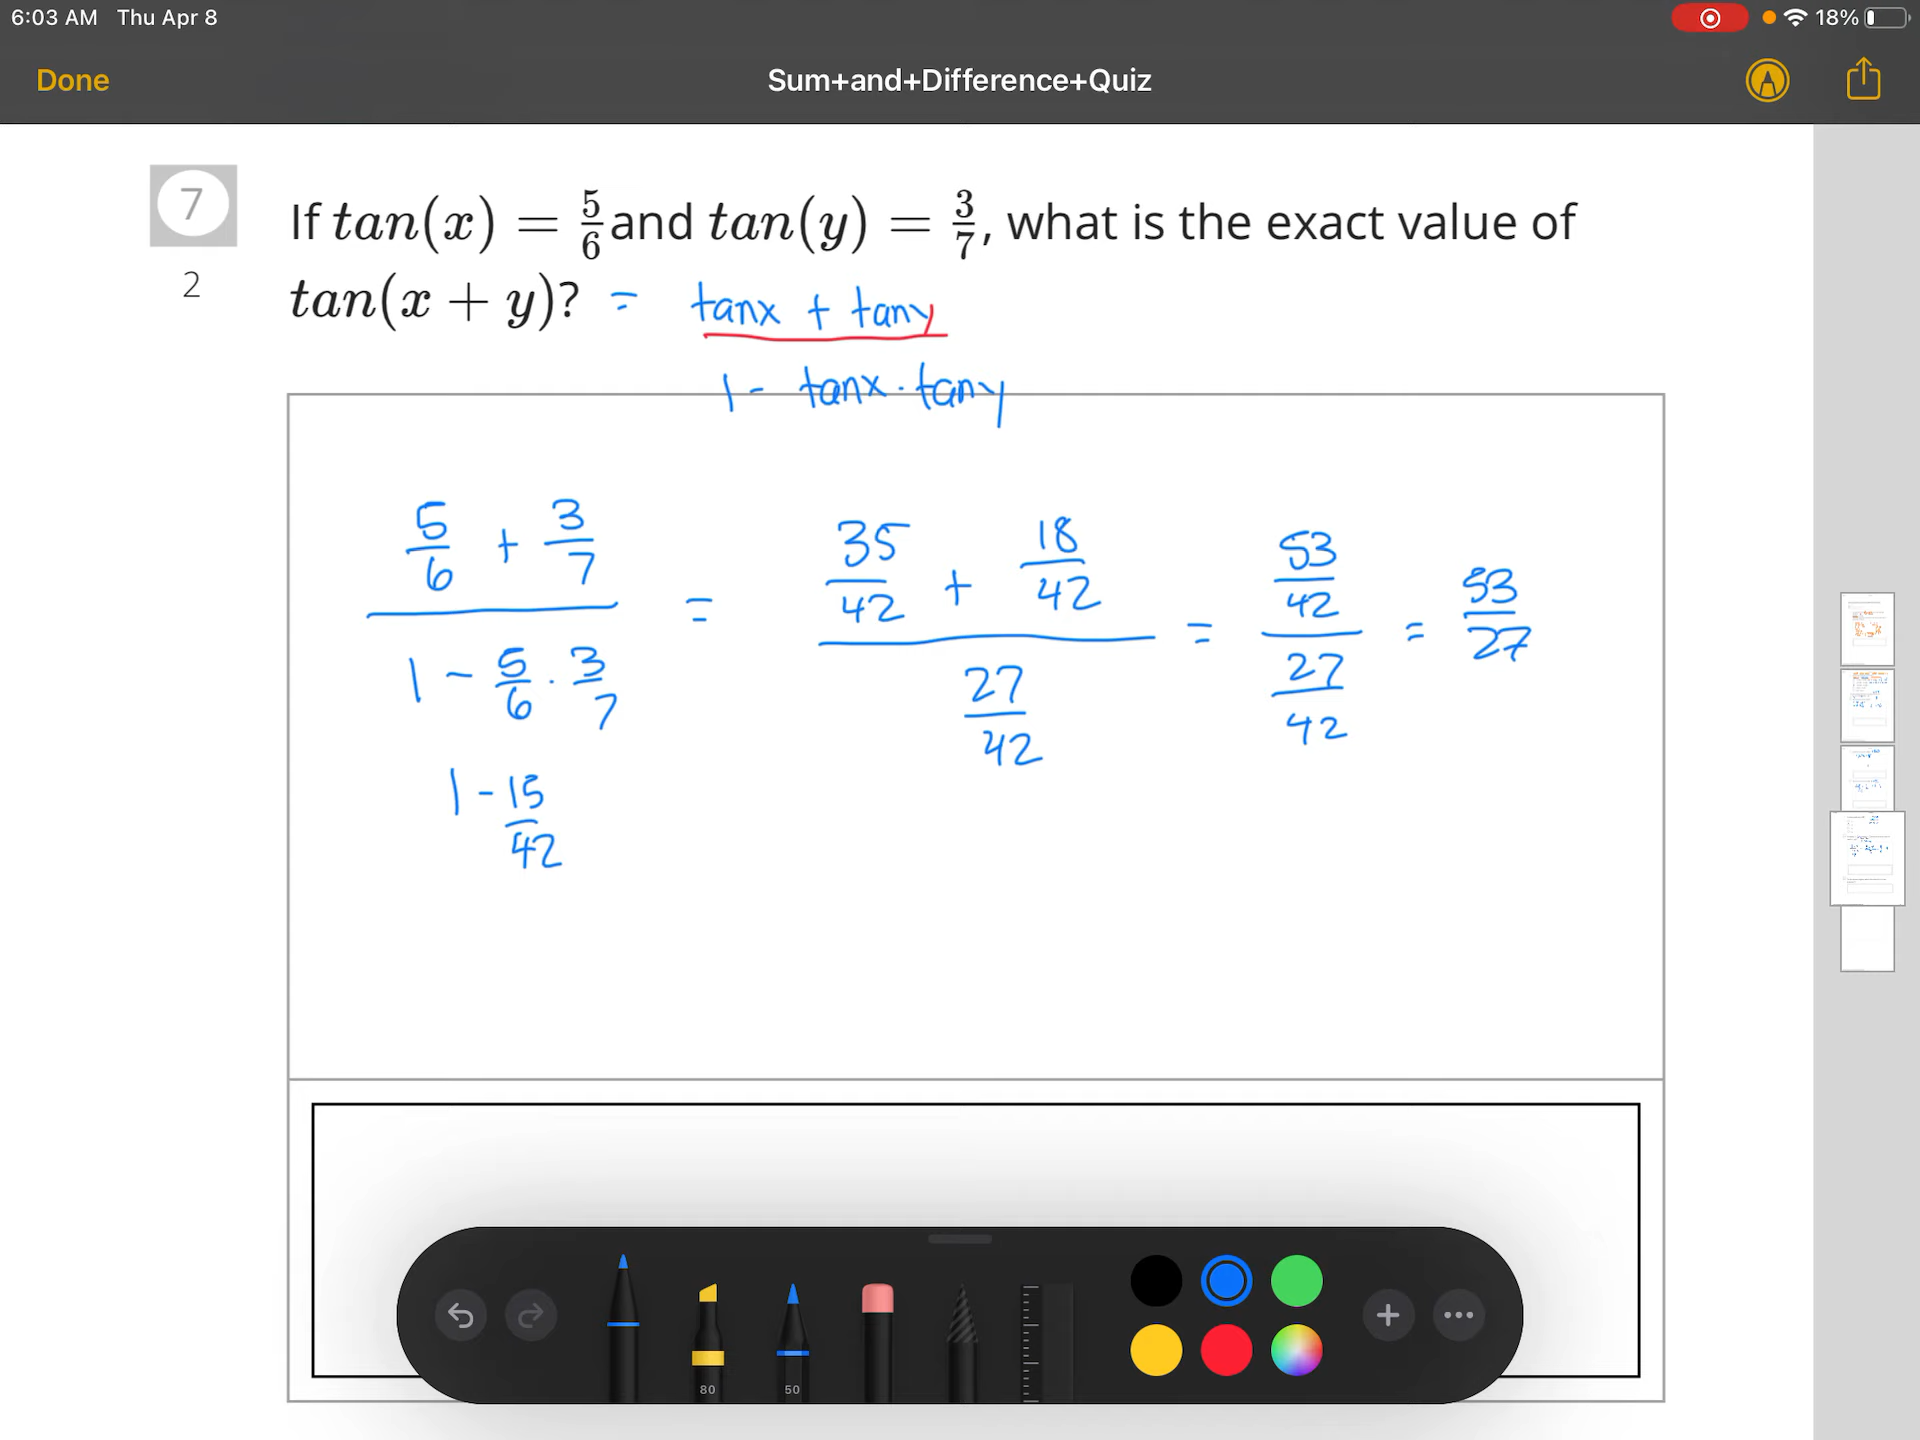 6:03 AM Thu Apr 8
18%
Done
Sum+and+Difference+Quiz
7
2
If tan(x) = 5/6 and tan(y) = 3/7, what is the exact value of
tan(x + y)? = tanx + tany
1 - tanx · tany
5/6 + 3/7
1 - 5/6 · 3/7
1 - 15/42
=
35/42 + 18/42
27/42
=
53/42
27/42
= 53/27
80
50